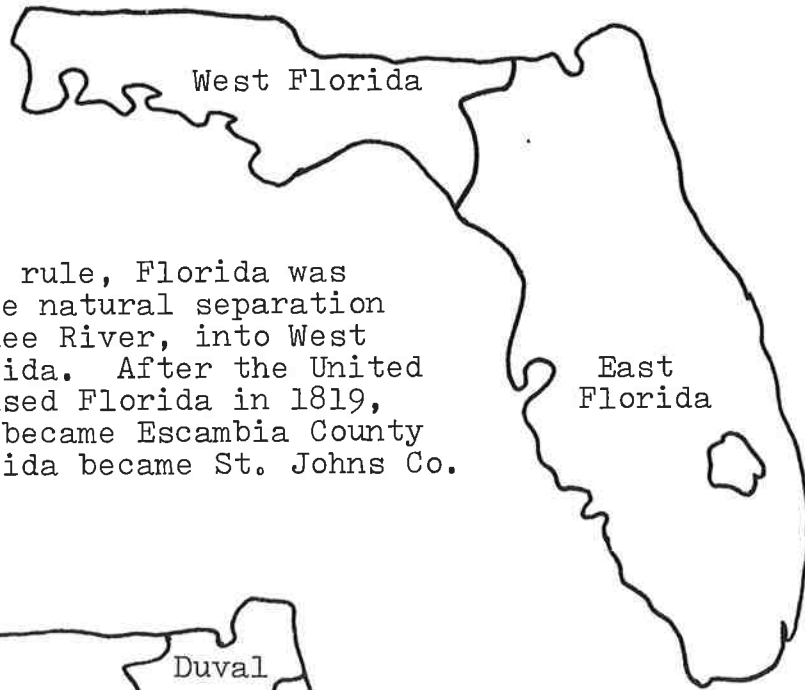 West Florida
rule, Florida was
e natural separation
ee River, into West
ida. After the United
sed Florida in 1819,
became Escambia County
ida became St. Johns Co.
East
Florida
Duval